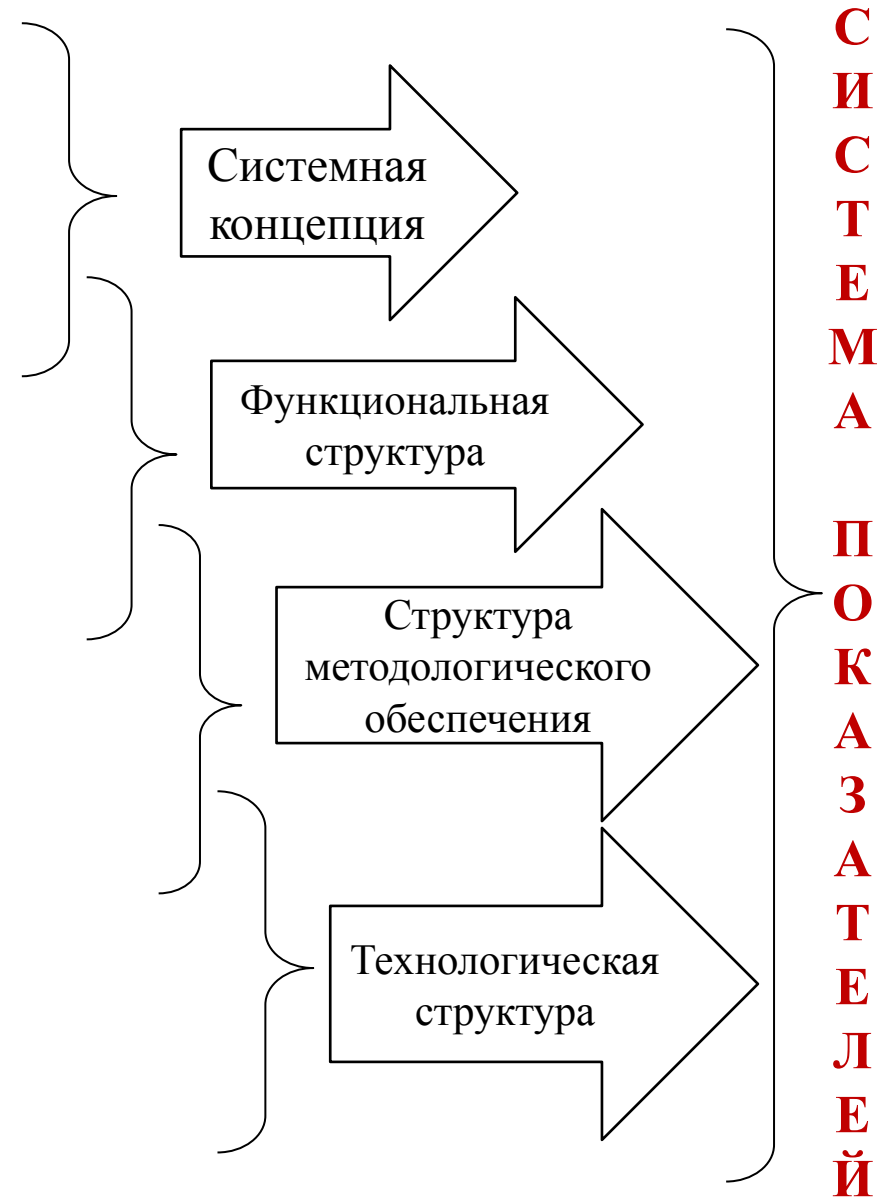 Системная
концепция
Функциональная
структура
Структура
методологического
обеспечения
Технологическая
структура
СИСТЕМА ПОКАЗАТЕЛЕЙ